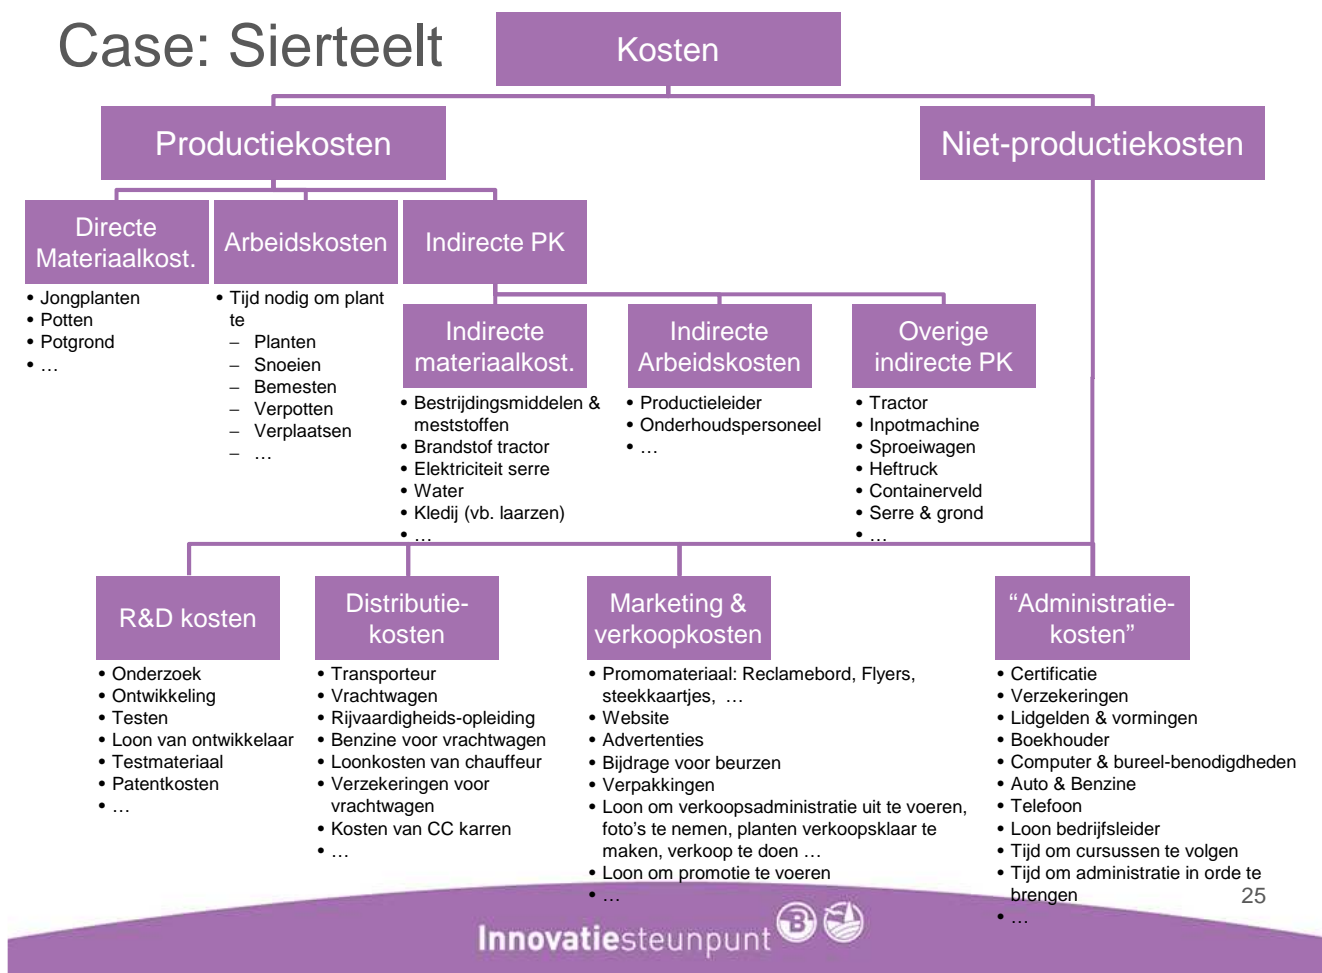 Case: Sierteelt
Kosten
Productiekosten
Niet-productiekosten
Directe
Materiaalkost.
Arbeidskosten
Indirecte PK
• Jongplanten
• Potten
• Potgrond
• …
• Tijd nodig om plant
te
– Planten
– Snoeien
– Bemesten
– Verpotten
– Verplaatsen
– …
Indirecte
materiaalkost.
Indirecte
Arbeidskosten
Overige
indirecte PK
• Bestrijdingsmiddelen &
meststoffen
• Brandstof tractor
• Elektriciteit serre
• Water
• Kledij (vb. laarzen)
• …
• Productieleider
• Onderhoudspersoneel
• …
• Tractor
• Inpotmachine
• Sproeiwagen
• Heftruck
• Containerveld
• Serre & grond
• …
R&D kosten
Distributie-
kosten
Marketing &
verkoopkosten
“Administratie-
kosten”
• Onderzoek
• Ontwikkeling
• Testen
• Loon van ontwikkelaar
• Testmateriaal
• Patentkosten
• …
• Transporteur
• Vrachtwagen
• Rijvaardigheids-opleiding
• Benzine voor vrachtwagen
• Loonkosten van chauffeur
• Verzekeringen voor
vrachtwagen
• Kosten van CC karren
• …
• Promomateriaal: Reclamebord, Flyers,
steekkaartjes, …
• Website
• Advertenties
• Bijdrage voor beurzen
• Verpakkingen
• Loon om verkoopsadministratie uit te voeren,
foto’s te nemen, planten verkoopsklaar te
maken, verkoop te doen …
• Loon om promotie te voeren
• …
• Certificatie
• Verzekeringen
• Lidgelden & vormingen
• Boekhouder
• Computer & bureel-benodigdheden
• Auto & Benzine
• Telefoon
• Loon bedrijfsleider
• Tijd om cursussen te volgen
• Tijd om administratie in orde te
brengen
• …
25
Innovatiesteunpunt B